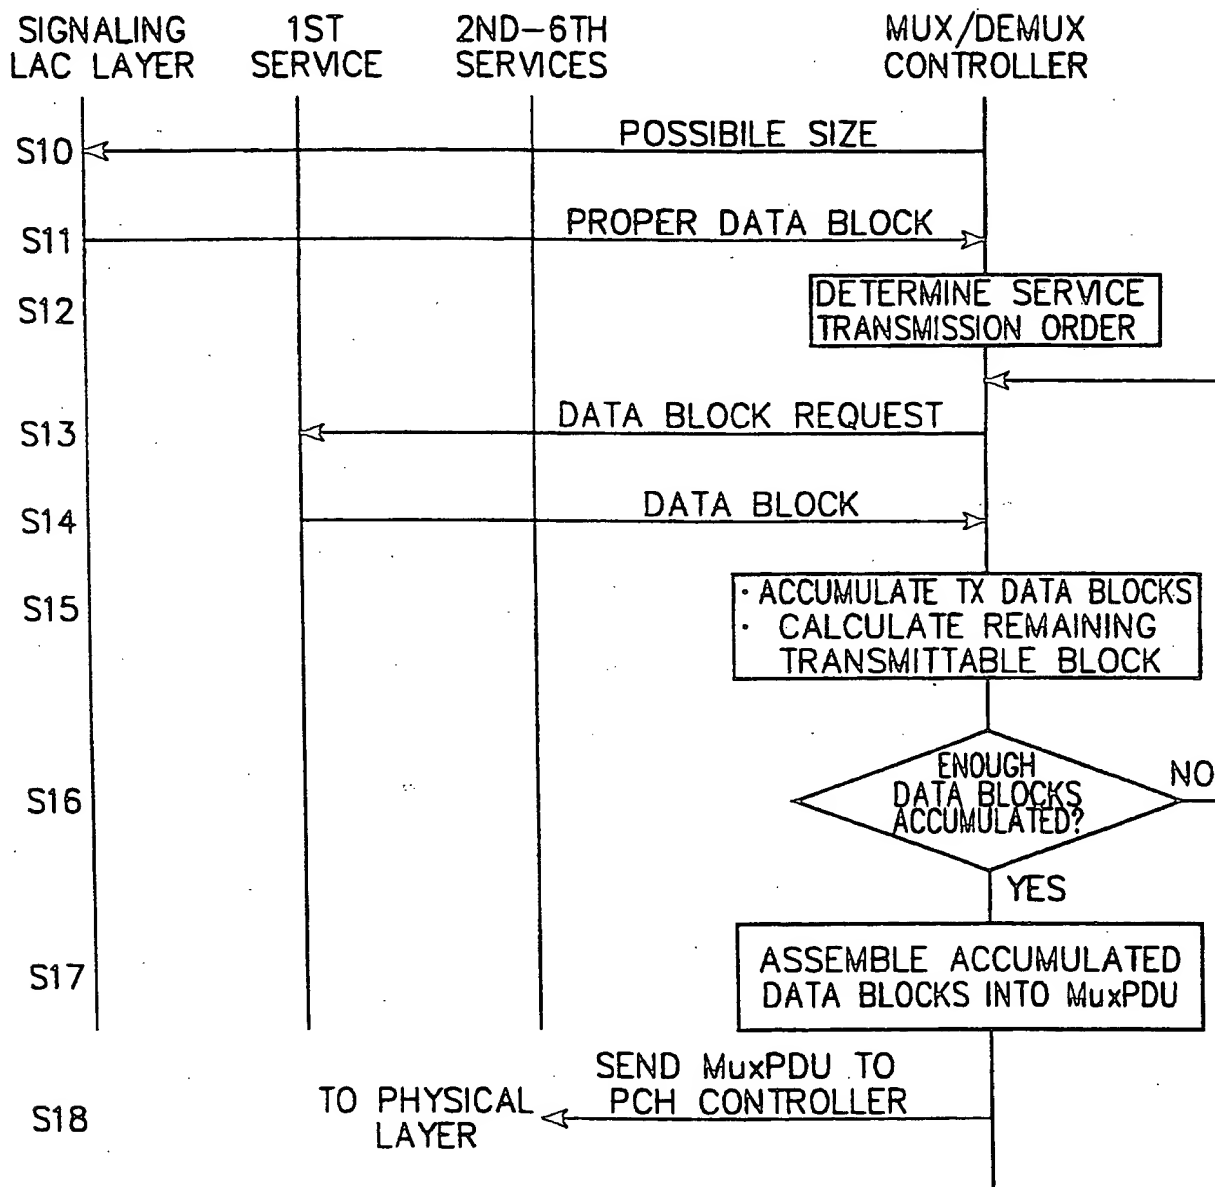 SIGNALING
LAC LAYER
1ST
SERVICE
2ND-6TH
SERVICES
MUX/DEMUX
CONTROLLER
S10
POSSIBILE SIZE
S11
PROPER DATA BLOCK
S12
DETERMINE SERVICE
TRANSMISSION ORDER
S13
DATA BLOCK REQUEST
S14
DATA BLOCK
S15
· ACCUMULATE TX DATA BLOCKS
· CALCULATE REMAINING
TRANSMITTABLE BLOCK
S16
ENOUGH
DATA BLOCKS
ACCUMULATED?
NO
YES
S17
ASSEMBLE ACCUMULATED
DATA BLOCKS INTO MuxPDU
S18
TO PHYSICAL
LAYER
SEND MuxPDU TO
PCH CONTROLLER